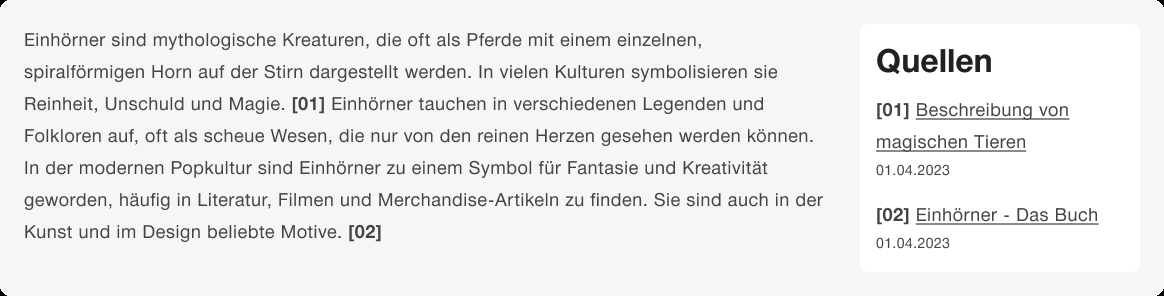 Einhörner sind mythologische Kreaturen, die oft als Pferde mit einem einzelnen,
spiralförmigen Horn auf der Stirn dargestellt werden. In vielen Kulturen symbolisieren sie
Reinheit, Unschuld und Magie. [01] Einhörner tauchen in verschiedenen Legenden und
Folkloren auf, oft als scheue Wesen, die nur von den reinen Herzen gesehen werden können.
In der modernen Popkultur sind Einhörner zu einem Symbol für Fantasie und Kreativität
geworden, häufig in Literatur, Filmen und Merchandise-Artikeln zu finden. Sie sind auch in der
Kunst und im Design beliebte Motive. [02]
Quellen
[01] Beschreibung von
magischen Tieren
01.04.2023
[02] Einhörner - Das Buch
01.04.2023